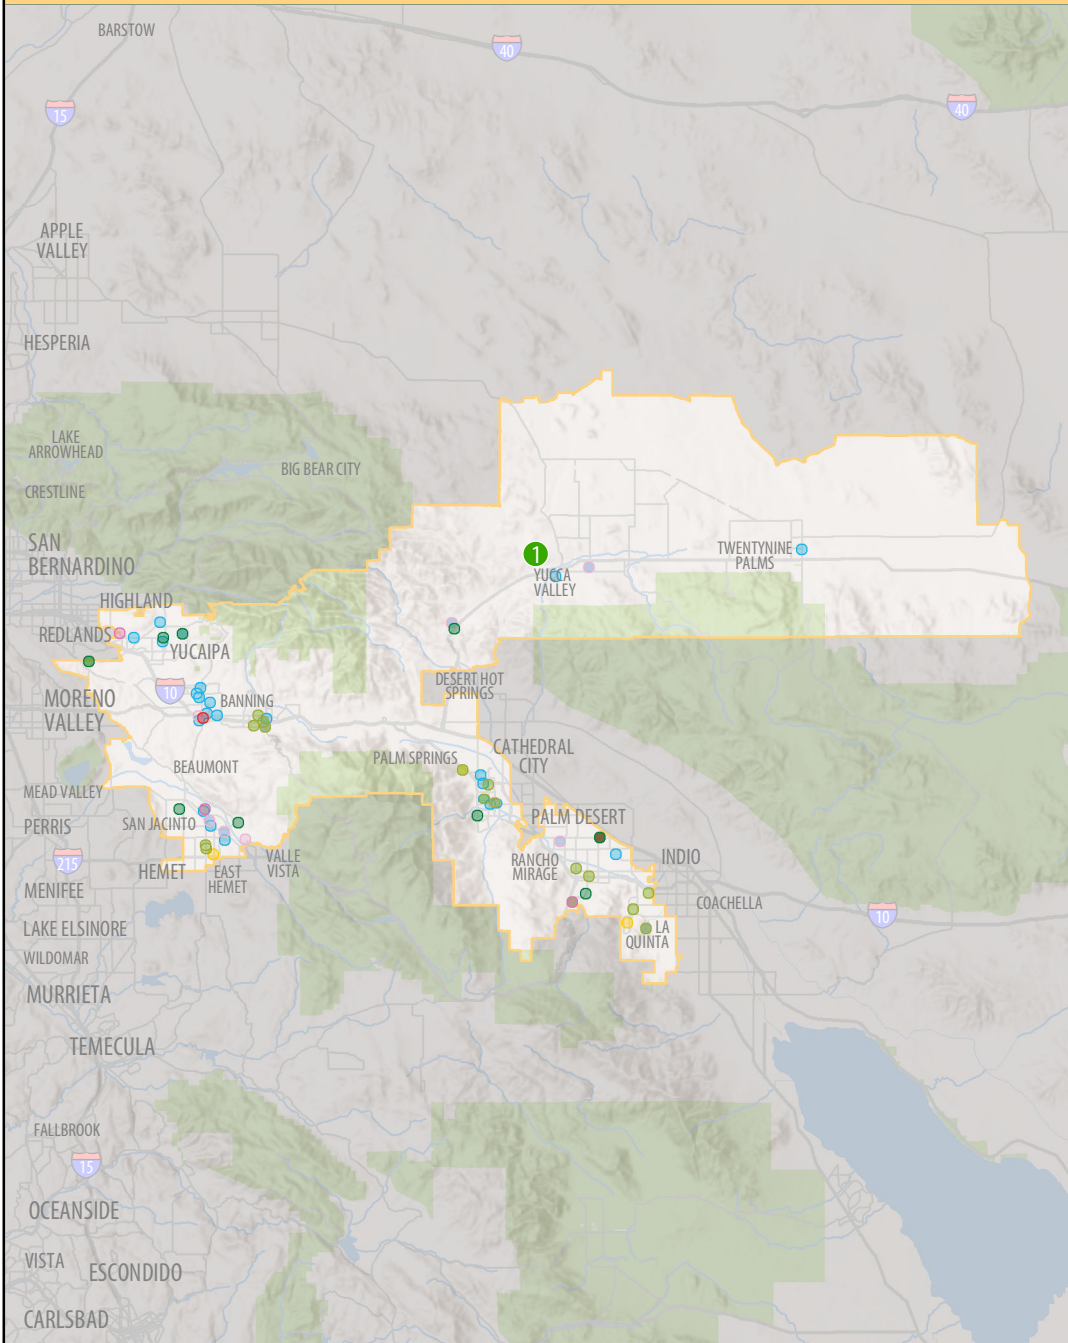 BARSTOW
40
15
40
APPLE
VALLEY
HESPERIA
LAKE
ARROWHEAD
BIG BEAR CITY
CRESTLINE
SAN
BERNARDINO
1
TWENTYNINE
PALMS
YUCCA
VALLEY
HIGHLAND
REDLANDS
YUCAIPA
DESERT HOT
SPRINGS
10
MORENO
VALLEY
BANNING
CATHEDRAL
CITY
PALM SPRINGS
BEAUMONT
MEAD VALLEY
PERRIS
SAN JACINTO
PALM DESERT
215
HEMET
EAST
HEMET
VALLE
VISTA
RANCHO
MIRAGE
INDIO
MENIFEE
COACHELLA
10
LAKE ELSINORE
LA
QUINTA
WILDOMAR
MURRIETA
TEMECULA
FALLBROOK
15
OCEANSIDE
VISTA
ESCONDIDO
CARLSBAD